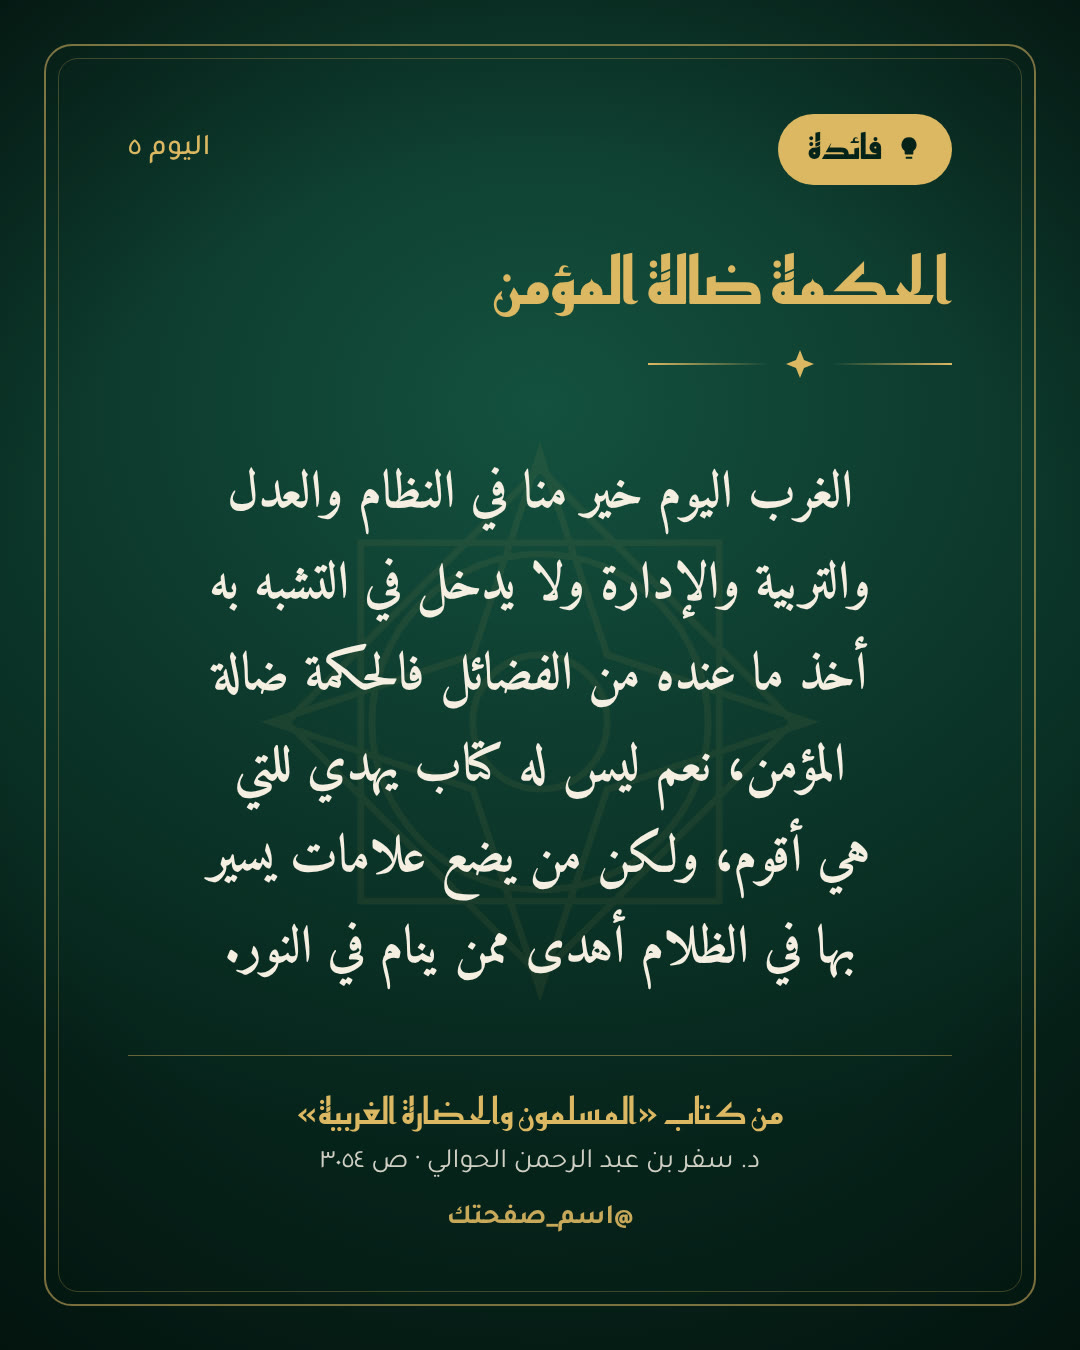 فائدة
اليوم ٥
الحكمة ضالة المؤمن
الغرب اليوم خير منا في النظام والعدل
والتربية والإدارة ولا يدخل في التشبه به
أخذ ما عنده من الفضائل فالحكمة ضالة
المؤمن، نعم ليس له كتاب يهدي للتي
هي أقوم، ولكن من يضع علامات يسير
بها في الظلام أهدى ممن ينام في النور.
من كتاب «المسلمون والحضارة الغربية»
د. سفر بن عبد الرحمن الحوالي · ص ٣٠٥٤
@اسم_صفحتك